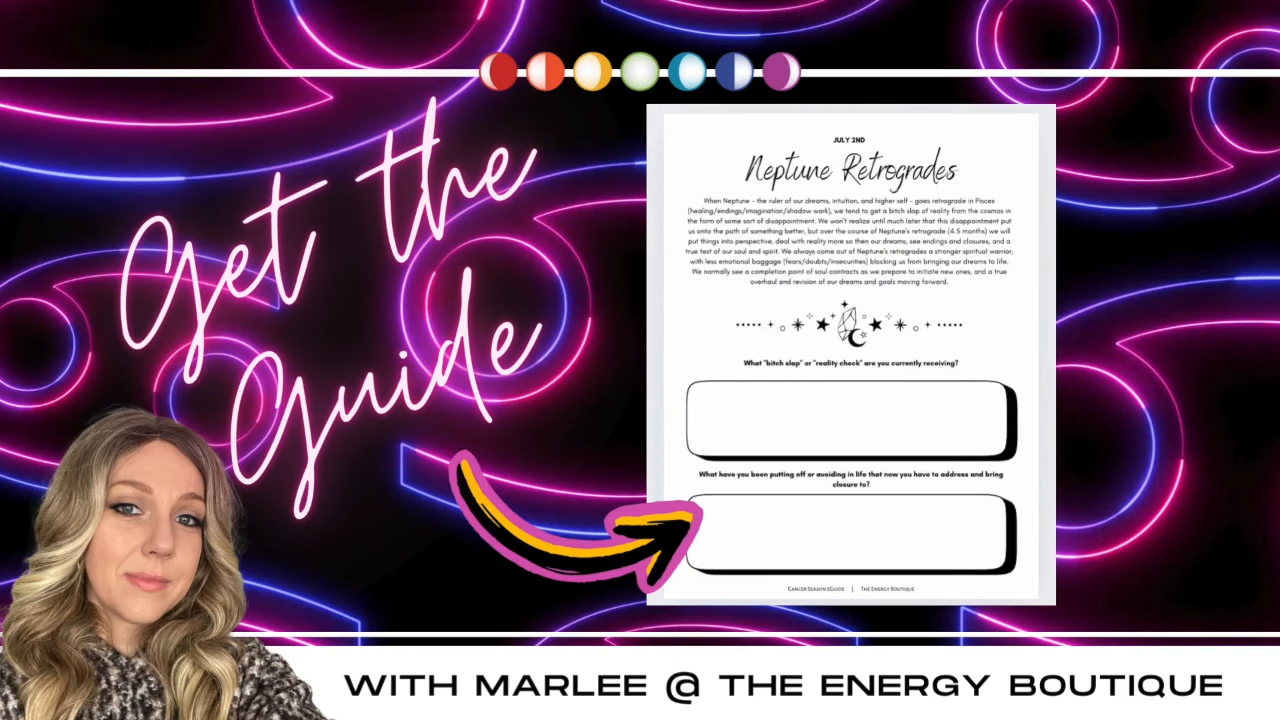 Get the
Guide
JULY 2ND
Neptune Retrogrades
When Neptune - the ruler of our dreams, intuition, and higher self - goes retrograde in Pisces
(healing/endings/imagination/shadow work), we tend to get a bitch slap of reality from the cosmos in
the form of some sort of disappointment. We won't realize until much later that this disappointment put
us onto the path of something better, but over the course of Neptune's retrograde (4.5 months) we will
put things into perspective, deal with reality more so then our dreams, see endings and closures, and a
true test of our soul and spirit. We always come out of Neptune's retrogrades a stronger spiritual warrior,
with less emotional baggage (fears/doubts/insecurities) blocking us from bringing our dreams to life.
We normally see a completion point of soul contracts as we prepare to initiate new ones, and a true
overhaul and revision of our dreams and goals moving forward.
What "bitch slap" or "reality check" are you currently receiving?
What have you been putting off or avoiding in life that now you have to address and bring
closure to?
CANCER SEASON EGUIDE | THE ENERGY BOUTIQUE
WITH MARLEE @ THE ENERGY BOUTIQUE